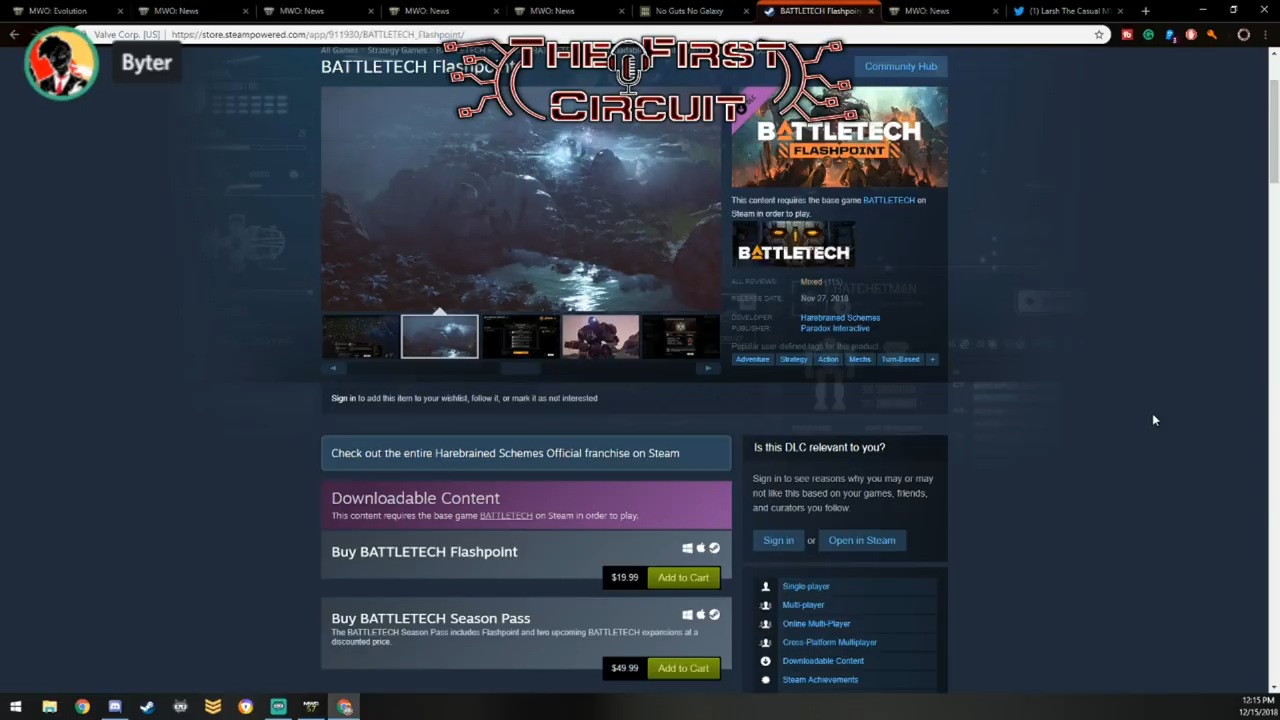 MWO: Evolution
MWO: News
MWO: News
MWO: News
MWO: News
No Guts No Galaxy
BATTLETECH Flashpoin
MWO: News
(1) Larsh The Casual M
Valve Corp. [US] | https://store.steampowered.com/app/911930/BATTLETECH_Flashpoint/
Byter
THE FIRST
CIRCUIT
All Games > Strategy Games >
BATTLETECH Flashpoint
Community Hub
DLC
BATTLETECH
FLASHPOINT
This content requires the base game BATTLETECH on
Steam in order to play.
BATTLETECH
ALL REVIEWS: Mixed (115)
RELEASE DATE: Nov 27, 2018
DEVELOPER: Harebrained Schemes
PUBLISHER: Paradox Interactive
Popular user-defined tags for this product:
Adventure Strategy Action Mechs Turn-Based +
HATCHETMAN
Sign in to add this item to your wishlist, follow it, or mark it as not interested
Check out the entire Harebrained Schemes Official franchise on Steam
Downloadable Content
This content requires the base game BATTLETECH on Steam in order to play.
Buy BATTLETECH Flashpoint
$19.99 Add to Cart
Buy BATTLETECH Season Pass
The BATTLETECH Season Pass includes Flashpoint and two upcoming BATTLETECH expansions at a
discounted price.
$49.99 Add to Cart
Is this DLC relevant to you?
Sign in to see reasons why you may or may
not like this based on your games, friends,
and curators you follow.
Sign in or Open in Steam
Single-player
Multi-player
Online Multi-Player
Cross-Platform Multiplayer
Downloadable Content
Steam Achievements
12:15 PM
12/15/2018